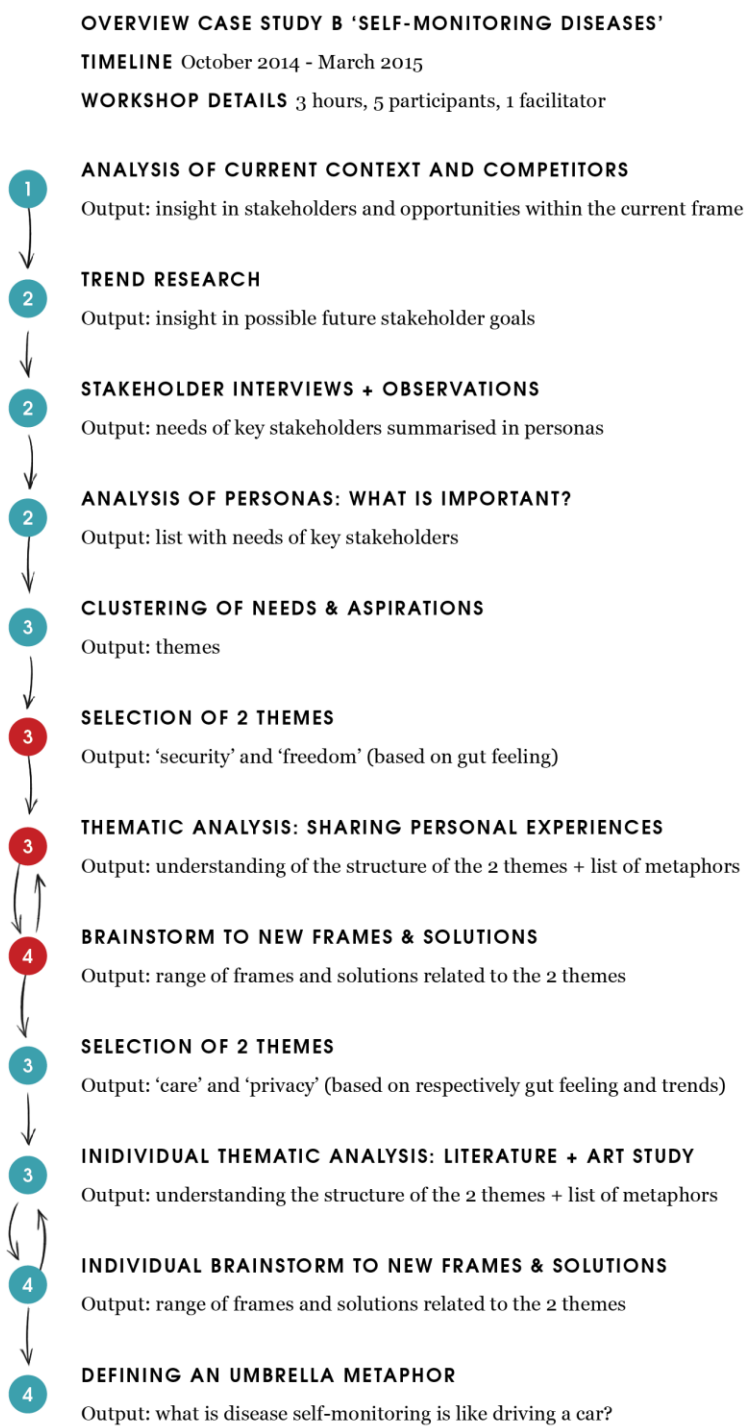 OVERVIEW CASE STUDY B ‘SELF-MONITORING DISEASES’
TIMELINE October 2014 - March 2015
WORKSHOP DETAILS 3 hours, 5 participants, 1 facilitator
1 ANALYSIS OF CURRENT CONTEXT AND COMPETITORS
Output: insight in stakeholders and opportunities within the current frame
2 TREND RESEARCH
Output: insight in possible future stakeholder goals
2 STAKEHOLDER INTERVIEWS + OBSERVATIONS
Output: needs of key stakeholders summarised in personas
2 ANALYSIS OF PERSONAS: WHAT IS IMPORTANT?
Output: list with needs of key stakeholders
3 CLUSTERING OF NEEDS & ASPIRATIONS
Output: themes
3 SELECTION OF 2 THEMES
Output: ‘security’ and ‘freedom’ (based on gut feeling)
3 THEMATIC ANALYSIS: SHARING PERSONAL EXPERIENCES
Output: understanding of the structure of the 2 themes + list of metaphors
4 BRAINSTORM TO NEW FRAMES & SOLUTIONS
Output: range of frames and solutions related to the 2 themes
3 SELECTION OF 2 THEMES
Output: ‘care’ and ‘privacy’ (based on respectively gut feeling and trends)
3 INIDIVIDUAL THEMATIC ANALYSIS: LITERATURE + ART STUDY
Output: understanding the structure of the 2 themes + list of metaphors
4 INDIVIDUAL BRAINSTORM TO NEW FRAMES & SOLUTIONS
Output: range of frames and solutions related to the 2 themes
4 DEFINING AN UMBRELLA METAPHOR
Output: what is disease self-monitoring is like driving a car?